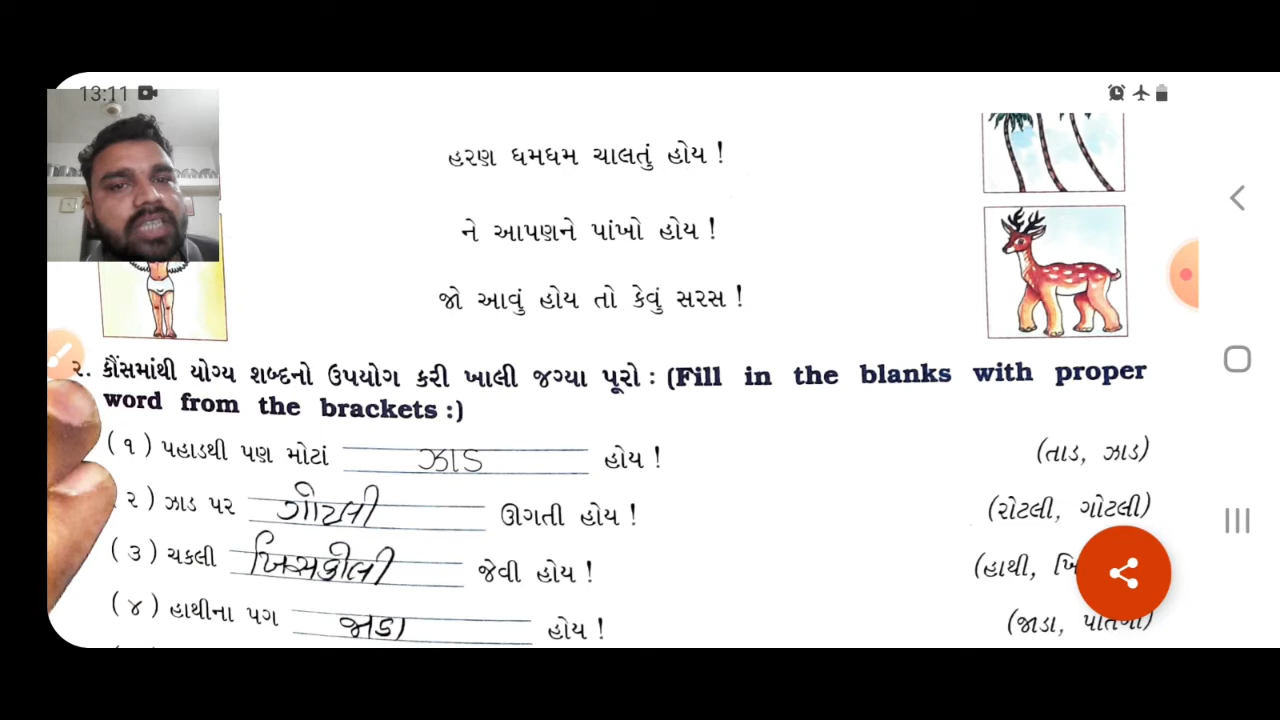 13:11
હરણ ધમધમ ચાલતું હોય !
ને આપણને પાંખો હોય !
જો આવું હોય તો કેવું સરસ !
૨. કૌંસમાંથી યોગ્ય શબ્દનો ઉપયોગ કરી ખાલી જગ્યા પૂરો : (Fill in the blanks with proper
word from the brackets :)
(૧) પહાડથી પણ મોટાં ઝાડ હોય ! (તાડ, ઝાડ)
૨) ઝાડ પર ગોટલી ઊગતી હોય ! (રોટલી, ગોટલી)
(૩) ચકલી ખિસકોલી જેવી હોય ! (હાથી, ખિ
(૪) હાથીના પગ જાડા હોય ! (જાડા, પાતળા)